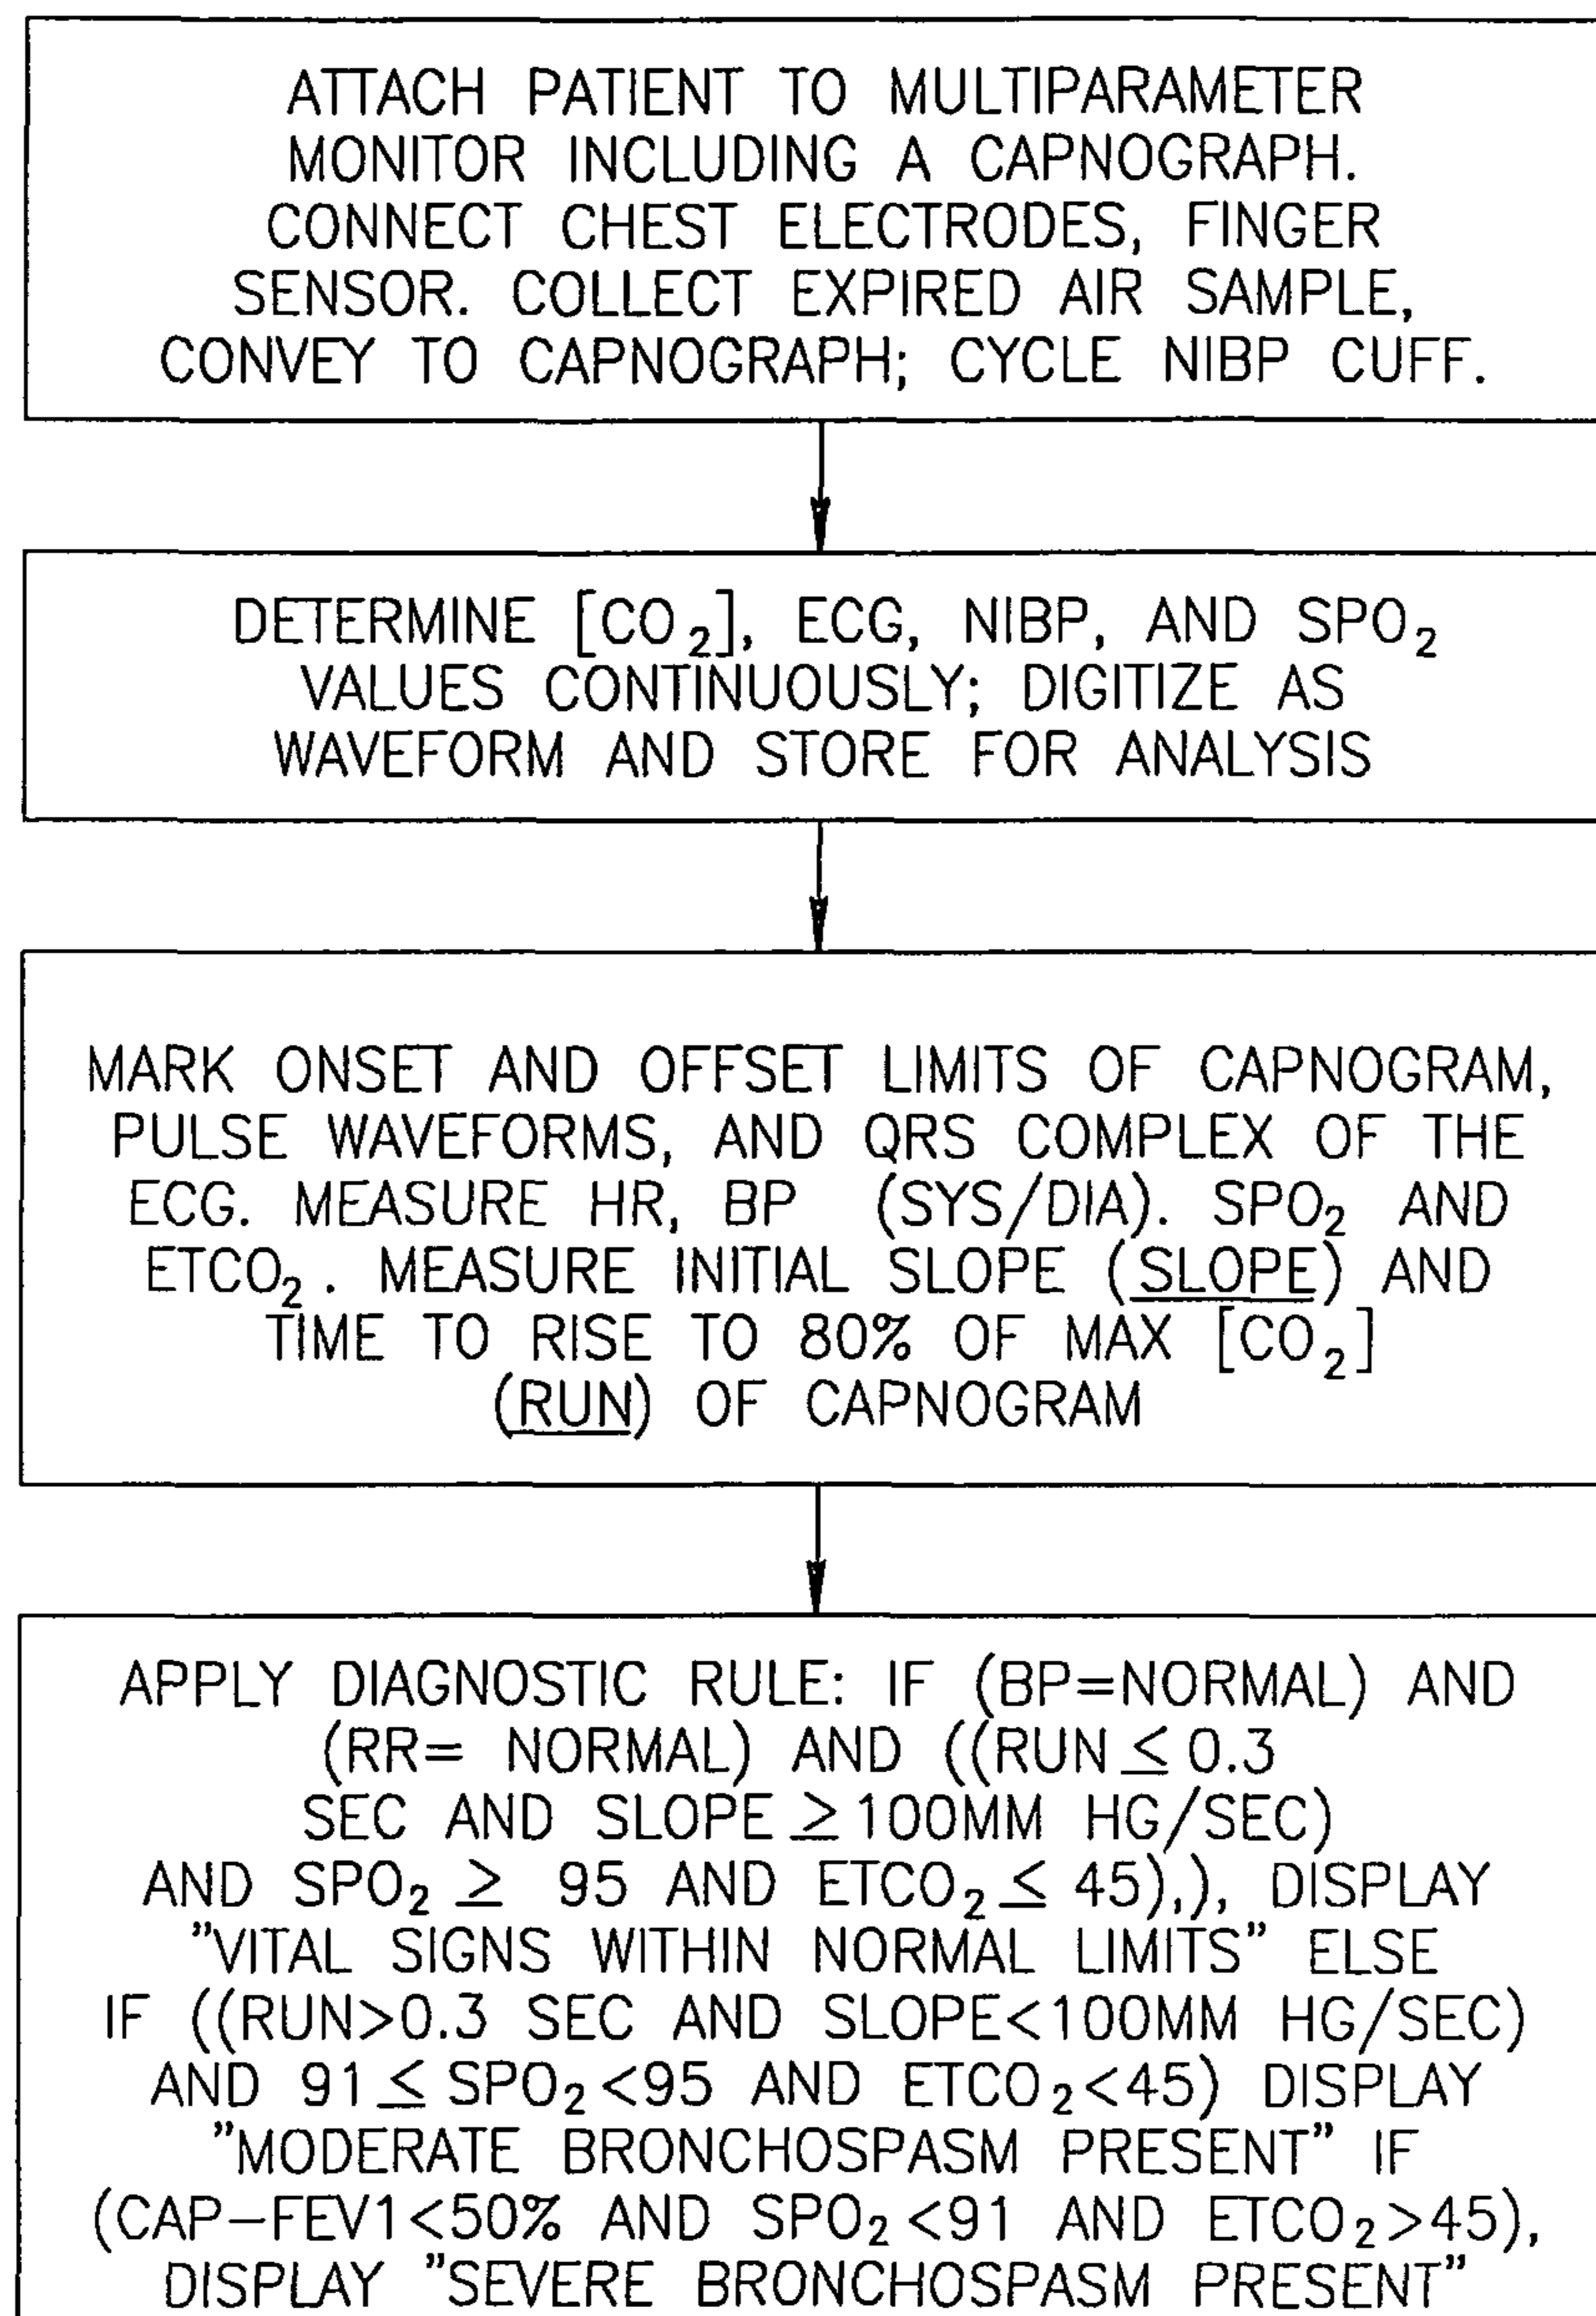 ATTACH PATIENT TO MULTIPARAMETER
MONITOR INCLUDING A CAPNOGRAPH.
CONNECT CHEST ELECTRODES, FINGER
SENSOR. COLLECT EXPIRED AIR SAMPLE,
CONVEY TO CAPNOGRAPH; CYCLE NIBP CUFF.
DETERMINE [CO₂], ECG, NIBP, AND SPO₂
VALUES CONTINUOUSLY; DIGITIZE AS
WAVEFORM AND STORE FOR ANALYSIS
MARK ONSET AND OFFSET LIMITS OF CAPNOGRAM,
PULSE WAVEFORMS, AND QRS COMPLEX OF THE
ECG. MEASURE HR, BP (SYS/DIA). SPO₂ AND
ETCO₂. MEASURE INITIAL SLOPE (SLOPE) AND
TIME TO RISE TO 80% OF MAX [CO₂]
(RUN) OF CAPNOGRAM
APPLY DIAGNOSTIC RULE: IF (BP=NORMAL) AND
(RR= NORMAL) AND ((RUN ≤ 0.3
SEC AND SLOPE ≥ 100MM HG/SEC)
AND SPO₂ ≥ 95 AND ETCO₂ ≤ 45),), DISPLAY
"VITAL SIGNS WITHIN NORMAL LIMITS" ELSE
IF ((RUN>0.3 SEC AND SLOPE<100MM HG/SEC)
AND 91 ≤ SPO₂<95 AND ETCO₂<45) DISPLAY
"MODERATE BRONCHOSPASM PRESENT" IF
(CAP-FEV1<50% AND SPO₂<91 AND ETCO₂>45),
DISPLAY "SEVERE BRONCHOSPASM PRESENT"